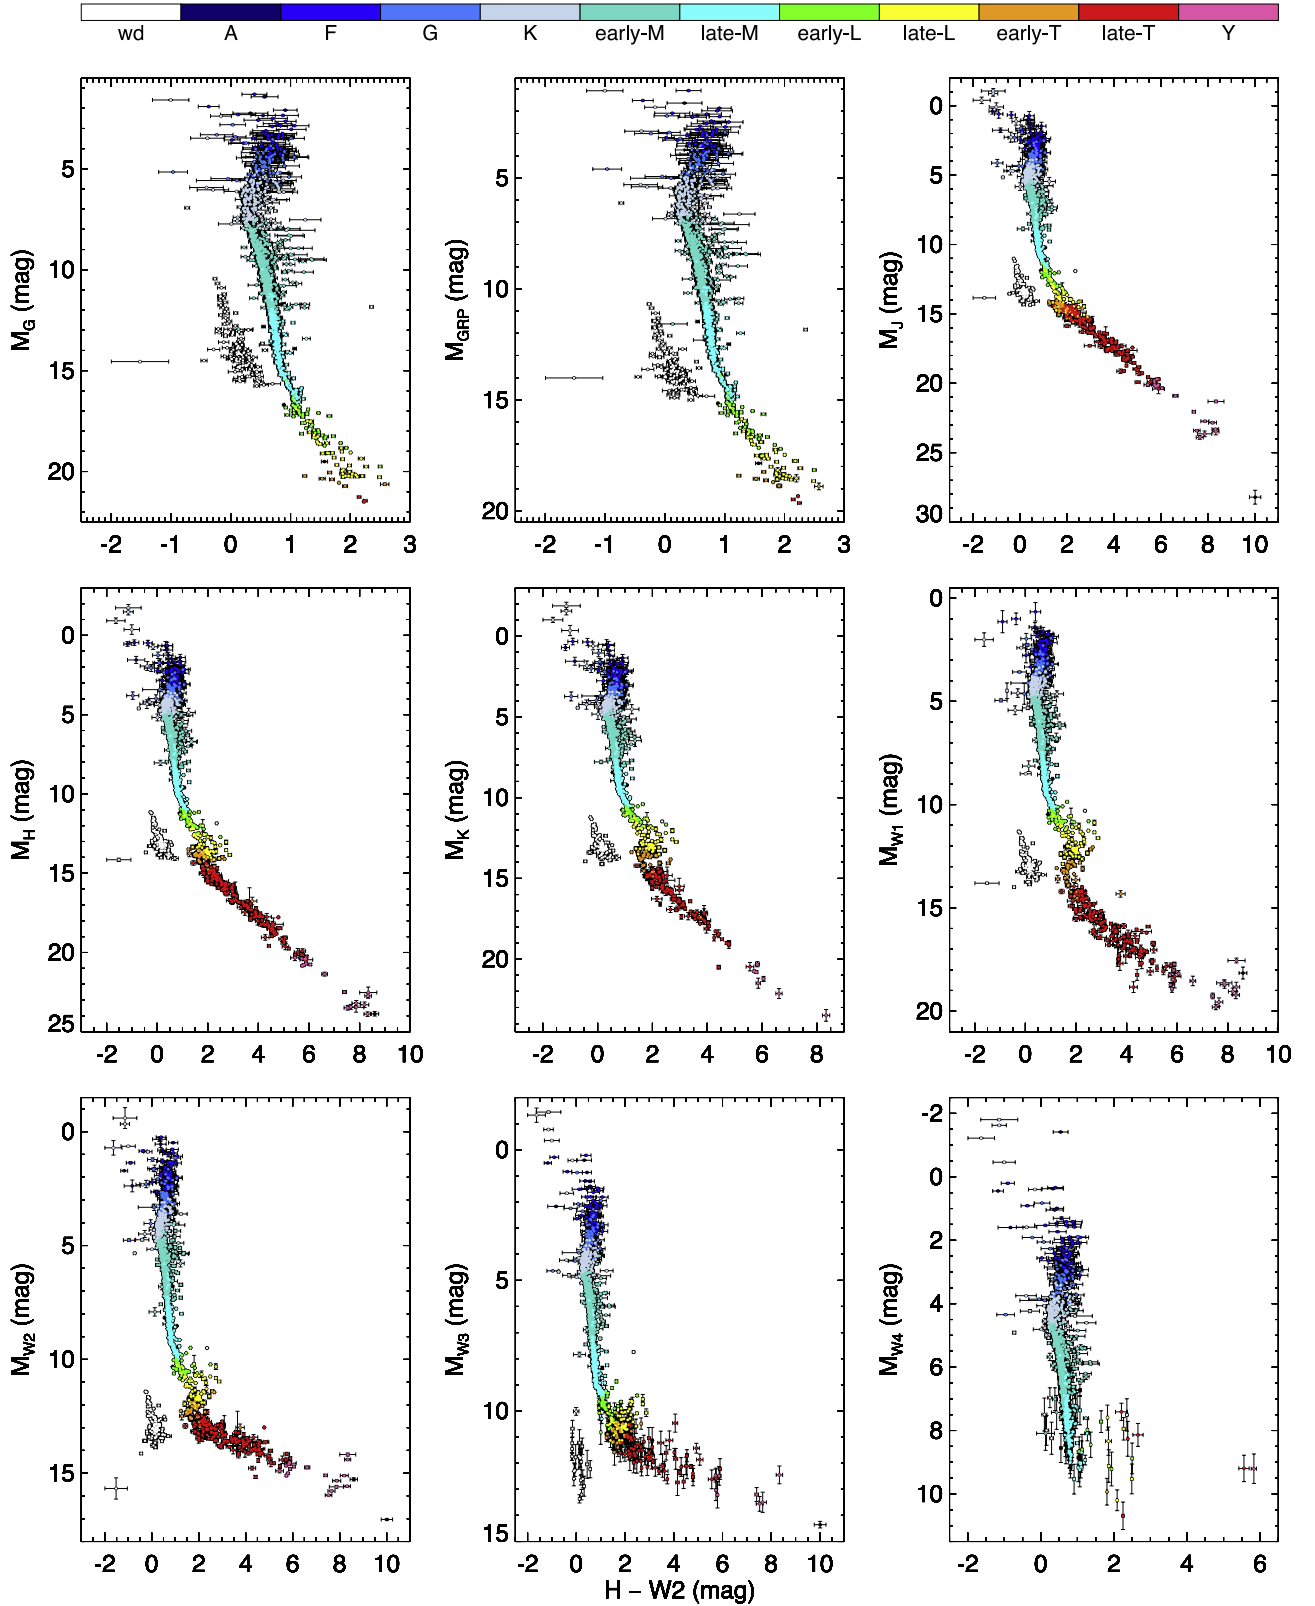 wd A F G K early-M late-M early-L late-L early-T late-T Y
5
10
15
20
M_G (mag)
-2 -1 0 1 2 3
5
10
15
20
M_GRP (mag)
-2 -1 0 1 2 3
0
5
10
15
20
25
30
M_J (mag)
-2 0 2 4 6 8 10
0
5
10
15
20
25
M_H (mag)
-2 0 2 4 6 8 10
0
5
10
15
20
M_K (mag)
-2 0 2 4 6 8
0
5
10
15
20
M_W1 (mag)
-2 0 2 4 6 8 10
0
5
10
15
M_W2 (mag)
-2 0 2 4 6 8 10
0
5
10
15
M_W3 (mag)
-2 0 2 4 6 8 10
-2
0
2
4
6
8
10
M_W4 (mag)
-2 0 2 4 6
H – W2 (mag)